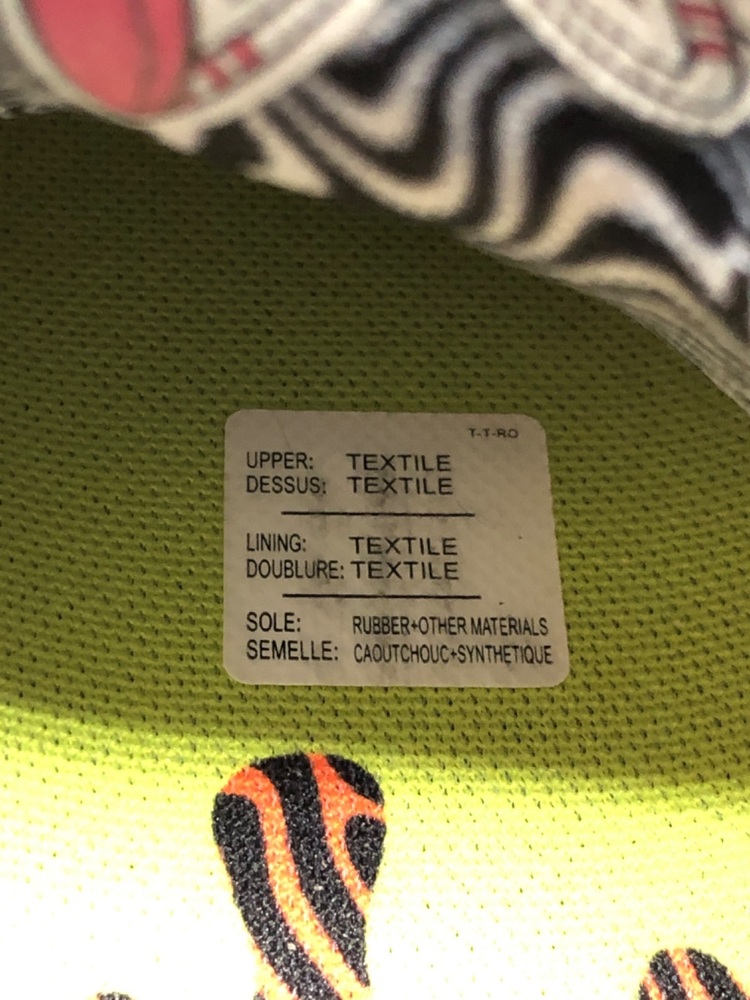 T-T-RO
UPPER: TEXTILE
DESSUS: TEXTILE
LINING: TEXTILE
DOUBLURE: TEXTILE
SOLE: RUBBER+OTHER MATERIALS
SEMELLE: CAOUTCHOUC+SYNTHETIQUE